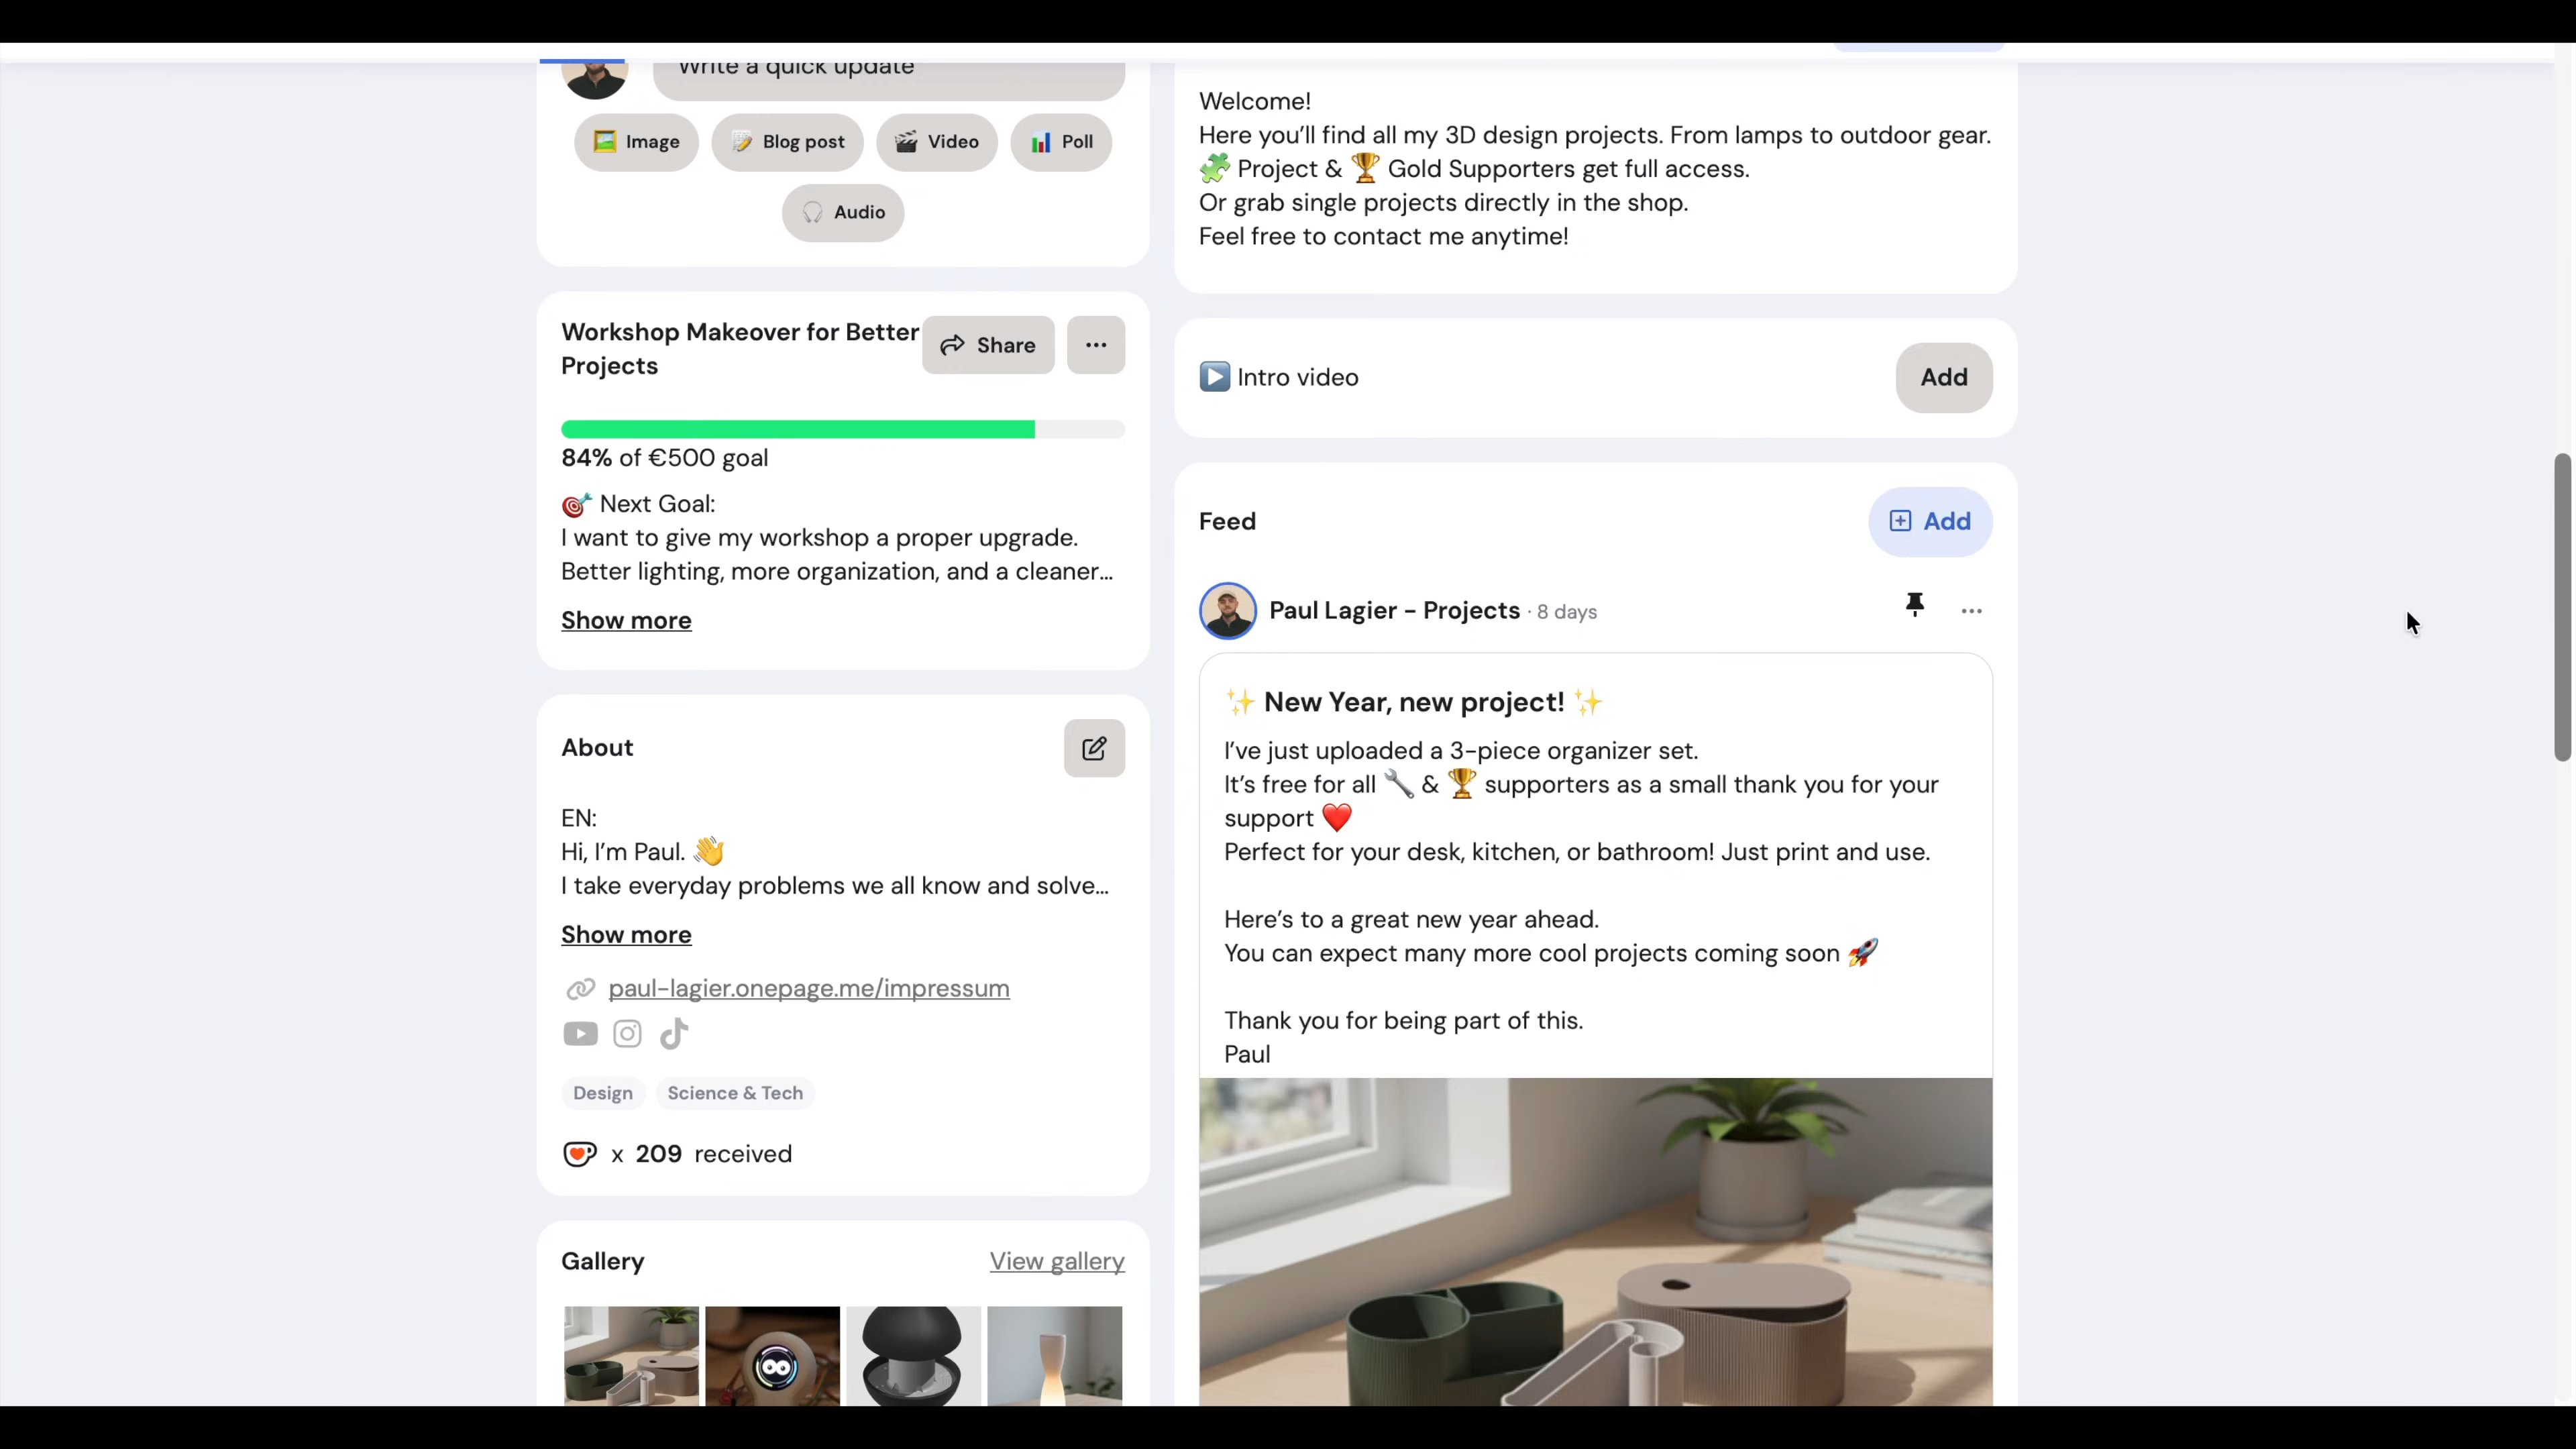 Write a quick update
Image
Blog post
Video
Poll
Audio
Workshop Makeover for Better
Projects
Share
84% of €500 goal
🎯 Next Goal:
I want to give my workshop a proper upgrade.
Better lighting, more organization, and a cleaner...
Show more
About
EN:
Hi, I'm Paul. 👋
I take everyday problems we all know and solve...
Show more
paul-lagier.onepage.me/impressum
Design
Science & Tech
x 209 received
Gallery
View gallery
Welcome!
Here you'll find all my 3D design projects. From lamps to outdoor gear.
🧩 Project & 🏆 Gold Supporters get full access.
Or grab single projects directly in the shop.
Feel free to contact me anytime!
▶️ Intro video
Add
Feed
Add
Paul Lagier – Projects · 8 days
✨ New Year, new project! ✨
I've just uploaded a 3-piece organizer set.
It's free for all 🔧 & 🏆 supporters as a small thank you for your
support ❤️
Perfect for your desk, kitchen, or bathroom! Just print and use.
Here's to a great new year ahead.
You can expect many more cool projects coming soon 🚀
Thank you for being part of this.
Paul